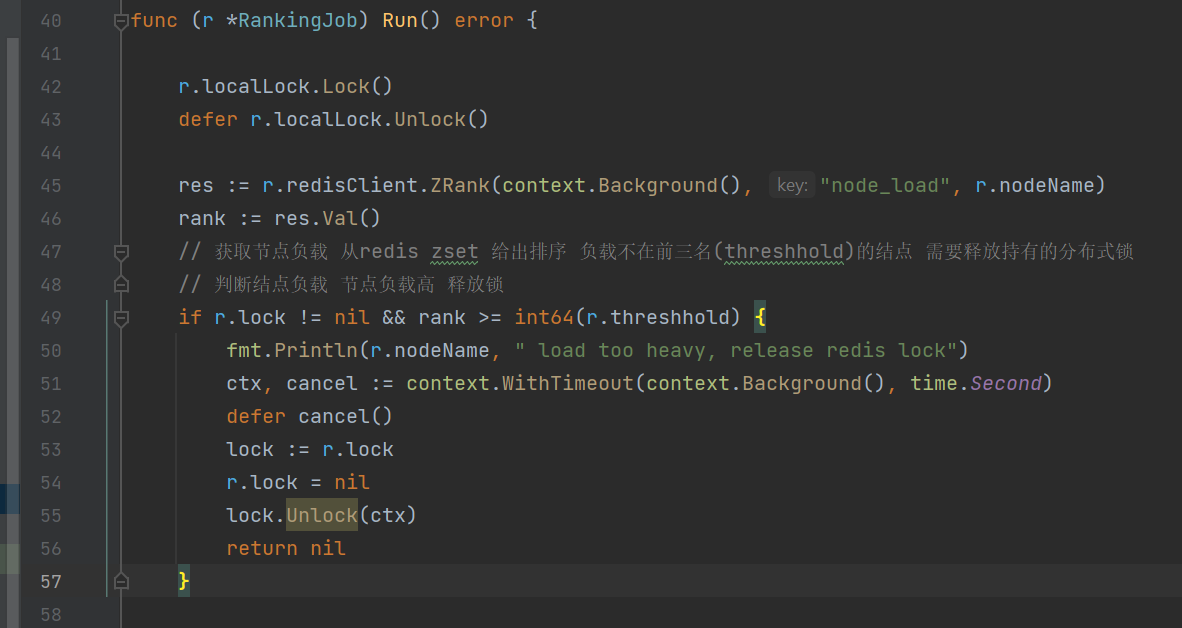 40 func (r *RankingJob) Run() error {
41
42 r.localLock.Lock()
43 defer r.localLock.Unlock()
44
45 res := r.redisClient.ZRank(context.Background(), key: "node_load", r.nodeName)
46 rank := res.Val()
47 // 获取节点负载 从redis zset 给出排序 负载不在前三名(threshhold)的结点 需要释放持有的分布式锁
48 // 判断结点负载 节点负载高 释放锁
49 if r.lock != nil && rank >= int64(r.threshhold) {
50 fmt.Println(r.nodeName, " load too heavy, release redis lock")
51 ctx, cancel := context.WithTimeout(context.Background(), time.Second)
52 defer cancel()
53 lock := r.lock
54 r.lock = nil
55 lock.Unlock(ctx)
56 return nil
57 }
58